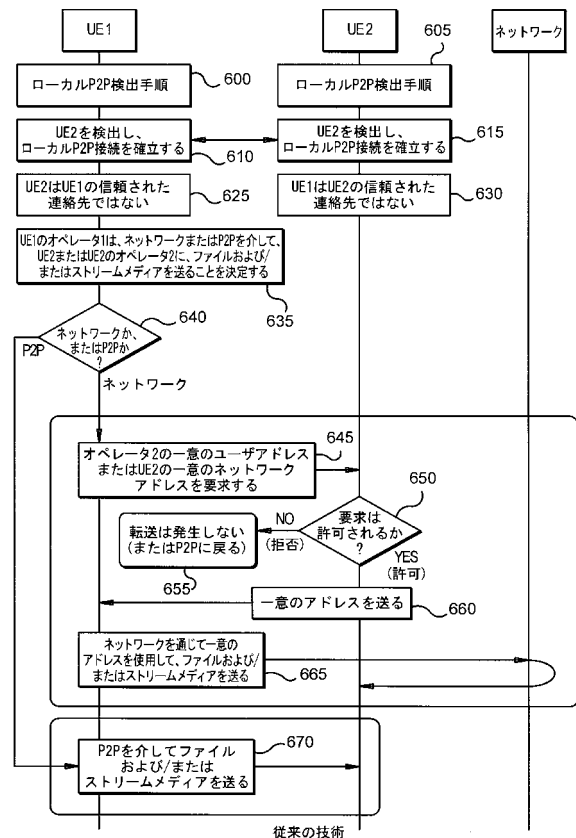 UE1
UE2
ネットワーク
ローカルP2P検出手順
600
ローカルP2P検出手順
605
UE2を検出し、
ローカルP2P接続を確立する
610
UE2を検出し、
ローカルP2P接続を確立する
615
UE2はUE1の信頼された
連絡先ではない
625
UE1はUE2の信頼された
連絡先ではない
630
UE1のオペレータ1は、ネットワークまたはP2Pを介して、
UE2またはUE2のオペレータ2に、ファイルおよび/
またはストリームメディアを送ることを決定する
635
ネットワークか、
またはP2Pか
?
640
P2P
ネットワーク
オペレータ2の一意のユーザアドレス
またはUE2の一意のネットワーク
アドレスを要求する
645
要求は
許可されるか
?
650
NO
(拒否)
YES
(許可)
転送は発生しない
(またはP2Pに戻る)
655
一意のアドレスを送る
660
ネットワークを通じて一意の
アドレスを使用して、ファイルおよび/
またはストリームメディアを送る
665
P2Pを介してファイル
および/または
ストリームメディアを送る
670
従来の技術